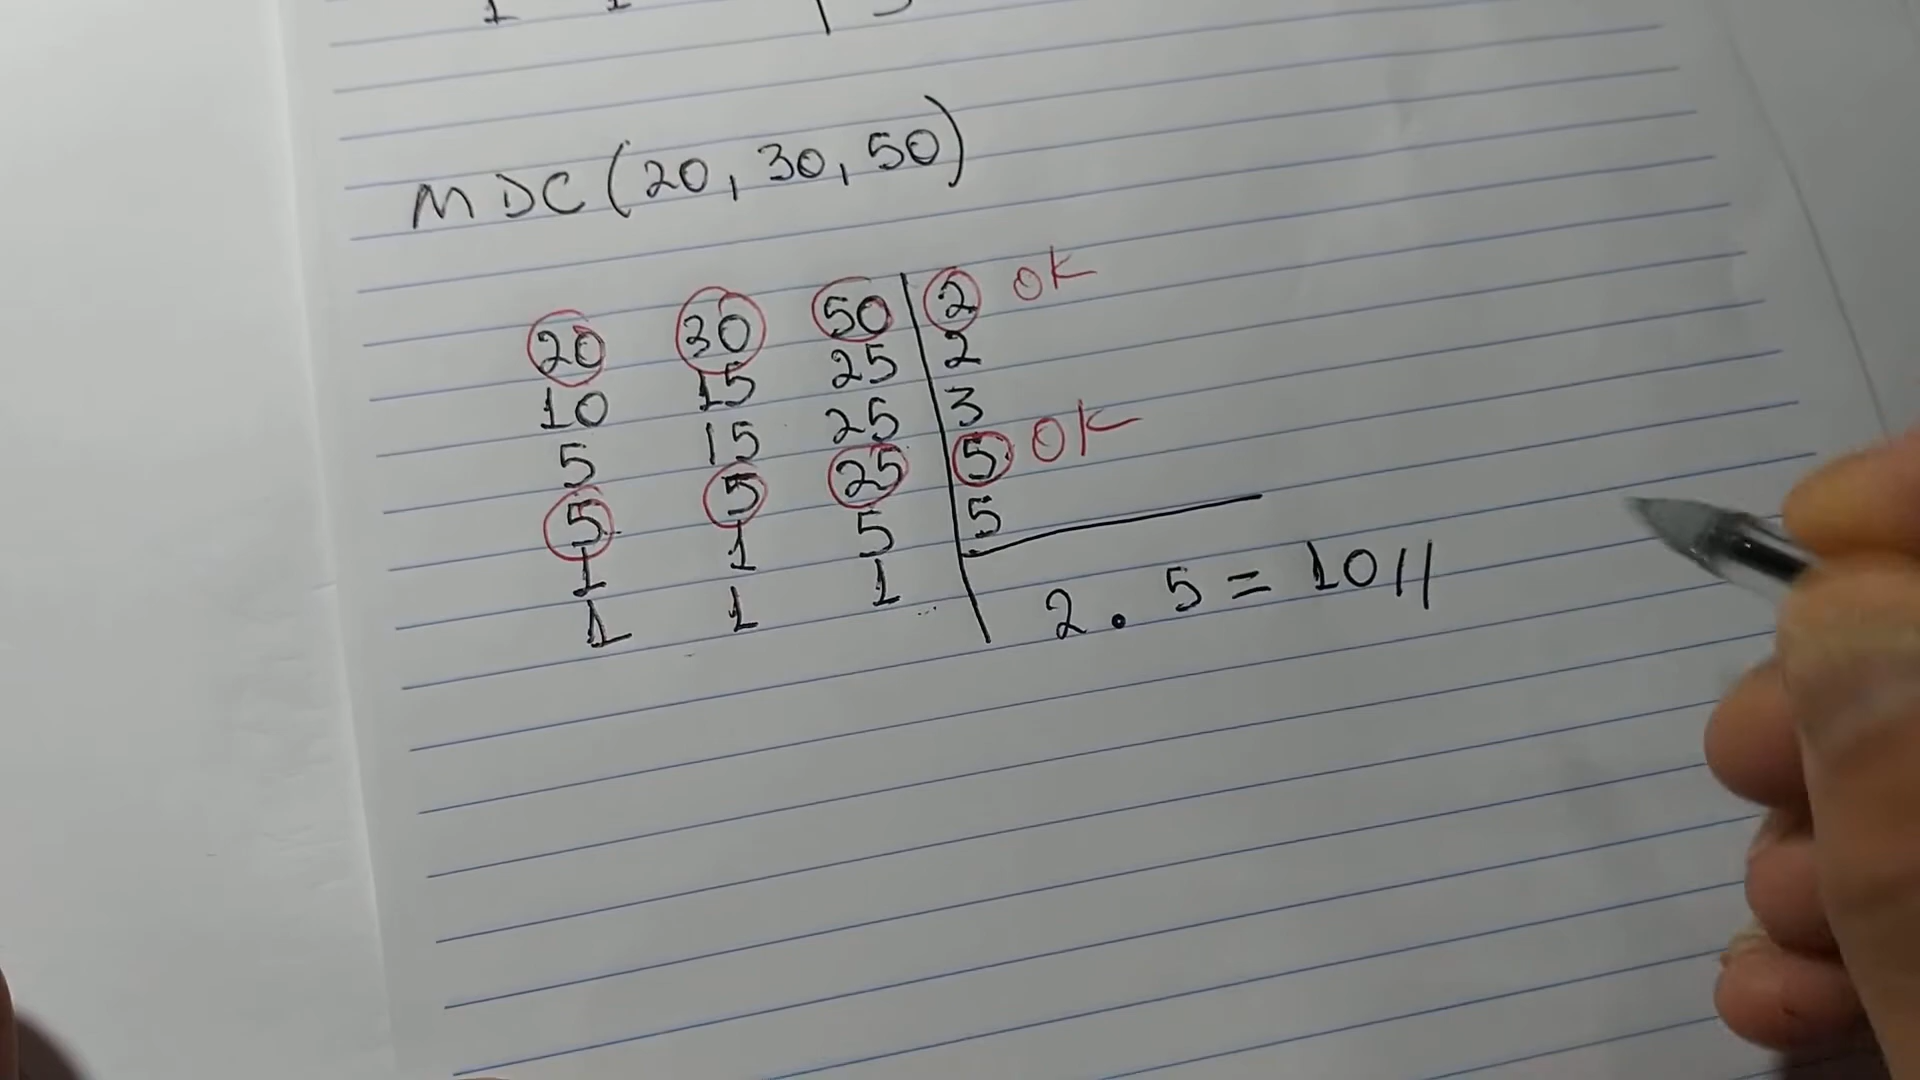 MDC(20, 30, 50)
20 30 50 2 OK
10 15 25 2
5 15 25 3
5 5 25 5 OK
1 1 5 5
1 1 1 2 . 5 = 10 //